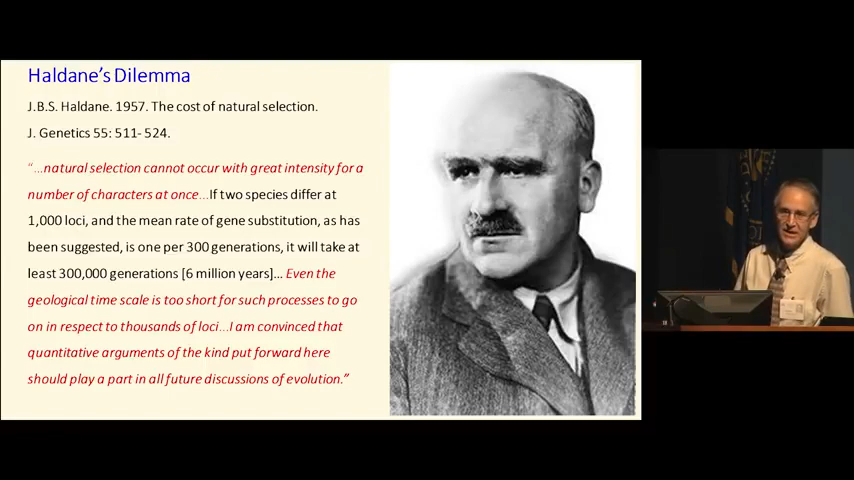 Haldane's Dilemma
J.B.S. Haldane. 1957. The cost of natural selection.
J. Genetics 55: 511- 524.
“…natural selection cannot occur with great intensity for a
number of characters at once…If two species differ at
1,000 loci, and the mean rate of gene substitution, as has
been suggested, is one per 300 generations, it will take at
least 300,000 generations [6 million years]… Even the
geological time scale is too short for such processes to go
on in respect to thousands of loci…I am convinced that
quantitative arguments of the kind put forward here
should play a part in all future discussions of evolution.”